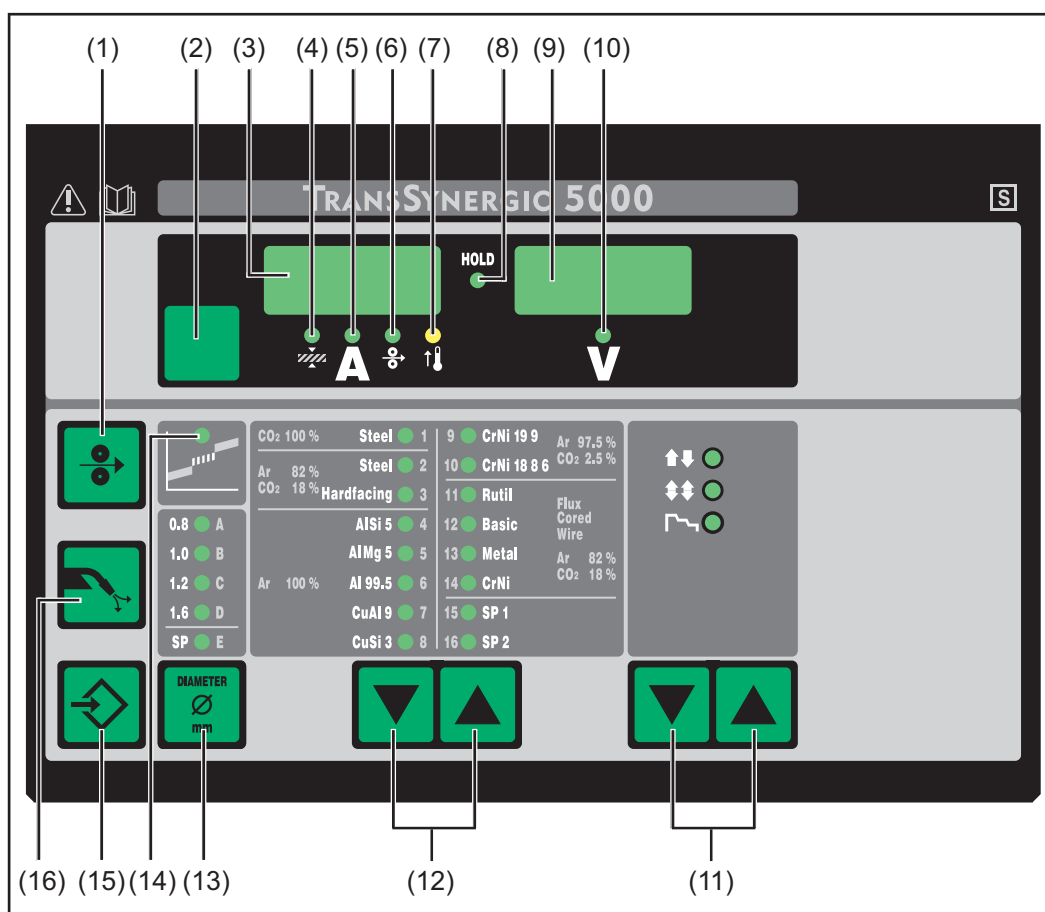 (1) (2) (3) (4) (5) (6) (7) (8) (9) (10)
TRANSSYNERGIC 5000
S
HOLD
A
V
CO2 100 % Steel 1 9 CrNi 19 9 Ar 97.5 %
CO2 2.5 %
Ar 82 % Steel 2 10 CrNi 18 8 6
CO2 18 % Hardfacing 3 11 Rutil Flux
Cored
Wire
0.8 A AlSi 5 4 12 Basic
1.0 B AlMg 5 5 13 Metal Ar 82 %
CO2 18 %
1.2 C Ar 100 % Al 99.5 6 14 CrNi
1.6 D CuAl 9 7 15 SP 1
SP E CuSi 3 8 16 SP 2
DIAMETER
Ø
mm
(16) (15) (14) (13) (12) (11)